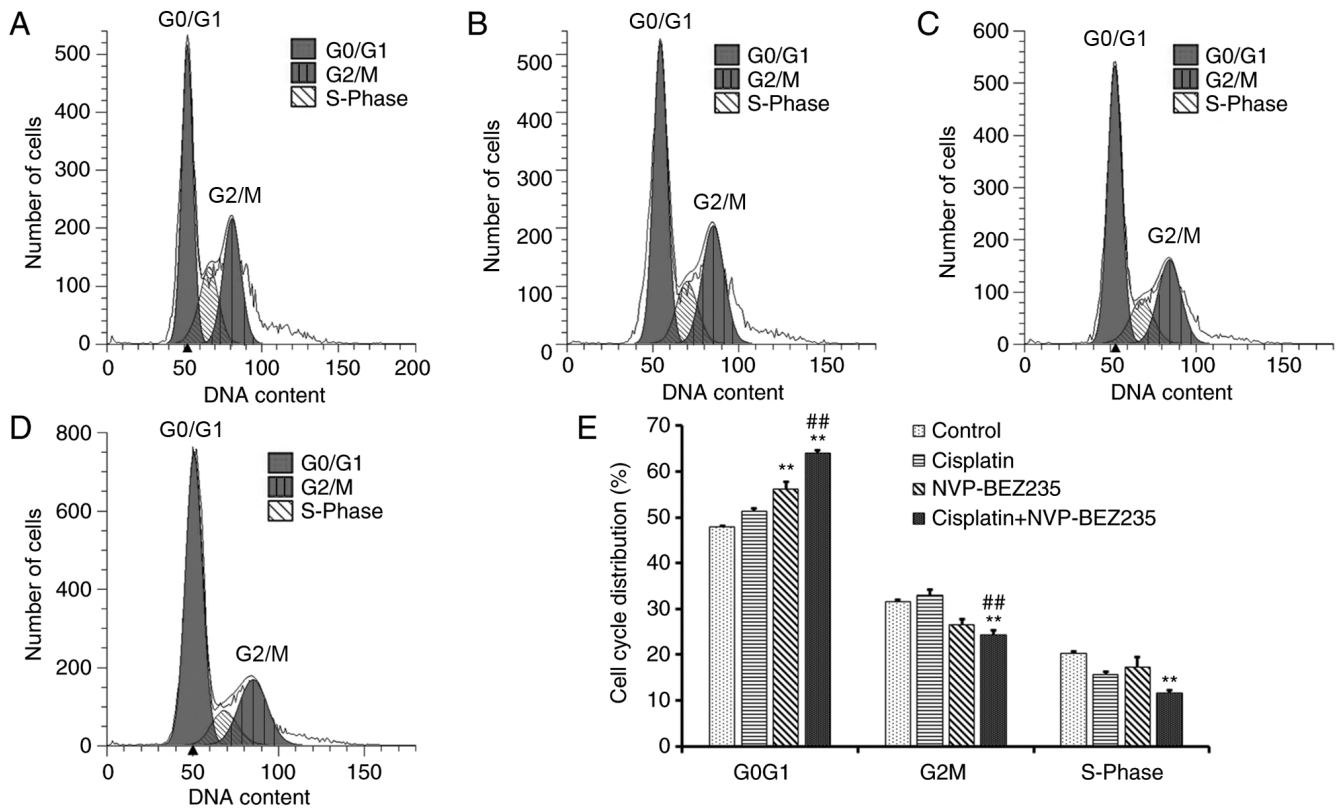 A
G0/G1
G0/G1
G2/M
S-Phase
G2/M
Number of cells
500
400
300
200
100
0
0 50 100 150 200
DNA content
B
G0/G1
G0/G1
G2/M
S-Phase
G2/M
Number of cells
500
400
300
200
100
0
0 50 100 150
DNA content
C
G0/G1
G0/G1
G2/M
S-Phase
G2/M
Number of cells
600
500
400
300
200
100
0
0 50 100 150
DNA content
D
G0/G1
G0/G1
G2/M
S-Phase
G2/M
Number of cells
800
600
400
200
0
0 50 100 150
DNA content
E
Control
Cisplatin
NVP-BEZ235
Cisplatin+NVP-BEZ235
Cell cycle distribution (%)
70
60
50
40
30
20
10
0
**
##
**
##
**
**
G0G1 G2M S-Phase